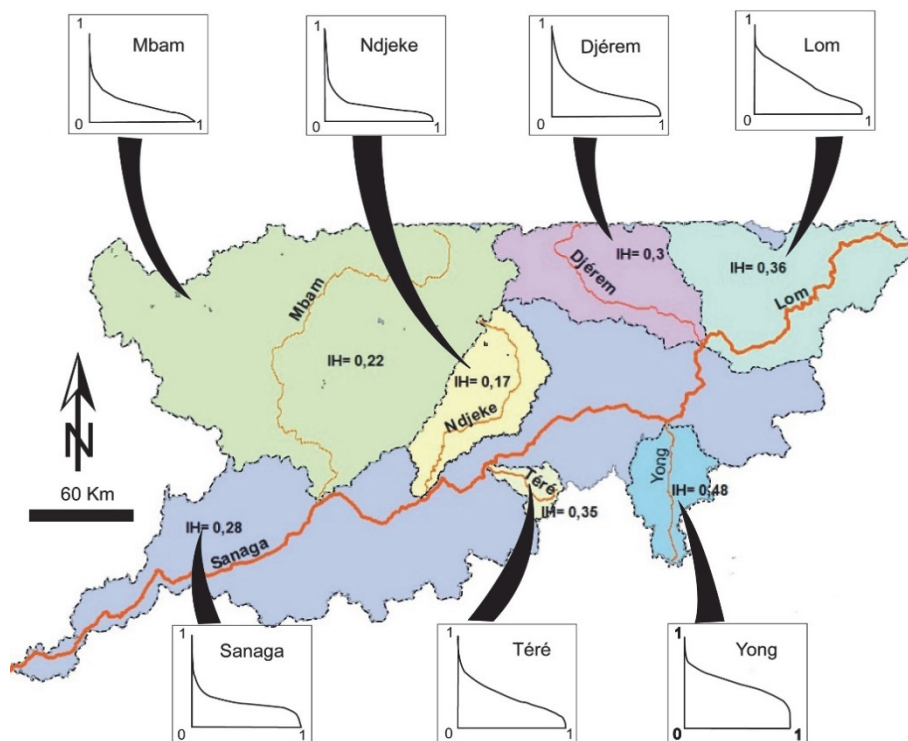 1
Mbam
0
1
1
Ndjeke
0
1
1
Djérem
0
1
1
Lom
0
1
Mbam
IH= 0,22
Djérem
IH= 0,3
IH= 0,36
Lom
IH= 0,17
Ndjeke
N
60 Km
IH= 0,28
Sanaga
Téré
IH= 0,35
Yong
IH= 0,48
1
Sanaga
0
1
1
Téré
0
1
1
Yong
0
1